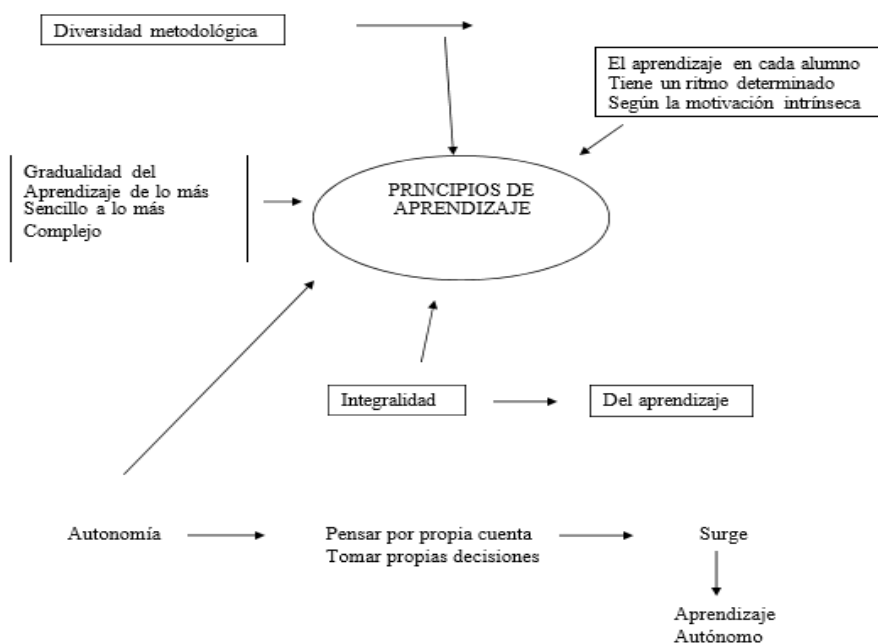 Diversidad metodológica
El aprendizaje en cada alumno
Tiene un ritmo determinado
Según la motivación intrínseca
Gradualidad del
Aprendizaje de lo más
Sencillo a lo más
Complejo
PRINCIPIOS DE
APRENDIZAJE
Integralidad
Del aprendizaje
Autonomía
Pensar por propia cuenta
Tomar propias decisiones
Surge
Aprendizaje
Autónomo